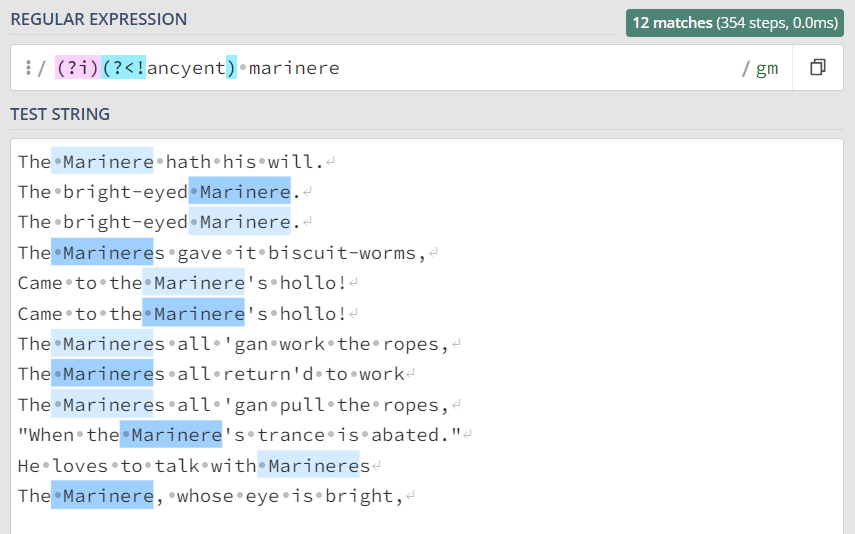 REGULAR EXPRESSION
12 matches (354 steps, 0.0ms)
/ (?i)(?<!ancyent)·marinere / gm
TEST STRING
The·Marinere·hath·his·will.↵
The·bright-eyed·Marinere.↵
The·bright-eyed·Marinere.↵
The·Marineres·gave·it·biscuit-worms,↵
Came·to·the·Marinere's·hollo!↵
Came·to·the·Marinere's·hollo!↵
The·Marineres·all·'gan·work·the·ropes,↵
The·Marineres·all·return'd·to·work↵
The·Marineres·all·'gan·pull·the·ropes,↵
"When·the·Marinere's·trance·is·abated."↵
He·loves·to·talk·with·Marineres↵
The·Marinere,·whose·eye·is·bright,↵